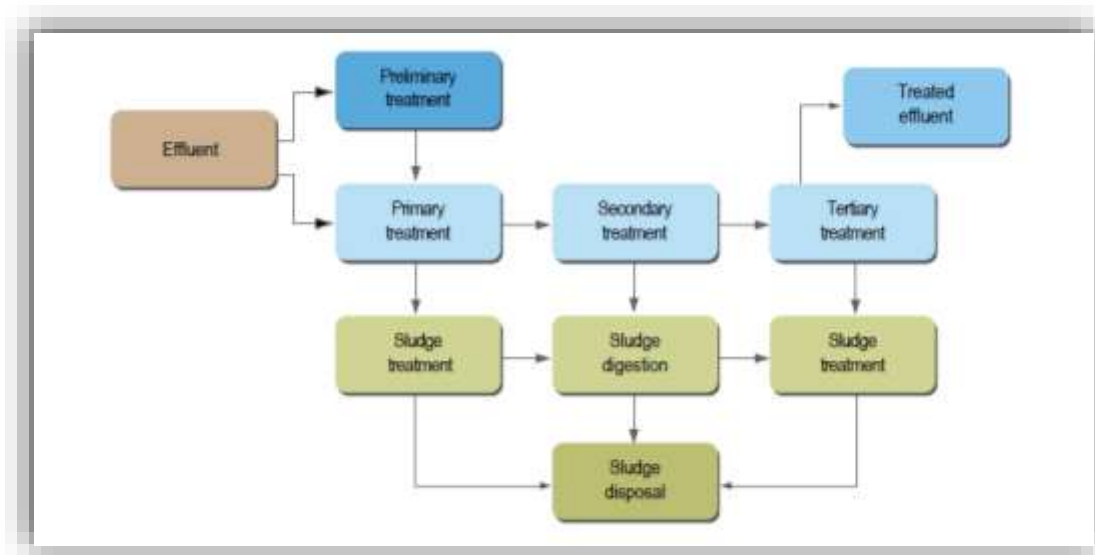 Preliminary
treatment
Treated
effluent
Effluent
Primary
treatment
Secondary
treatment
Tertiary
treatment
Sludge
treatment
Sludge
digestion
Sludge
treatment
Sludge
disposal